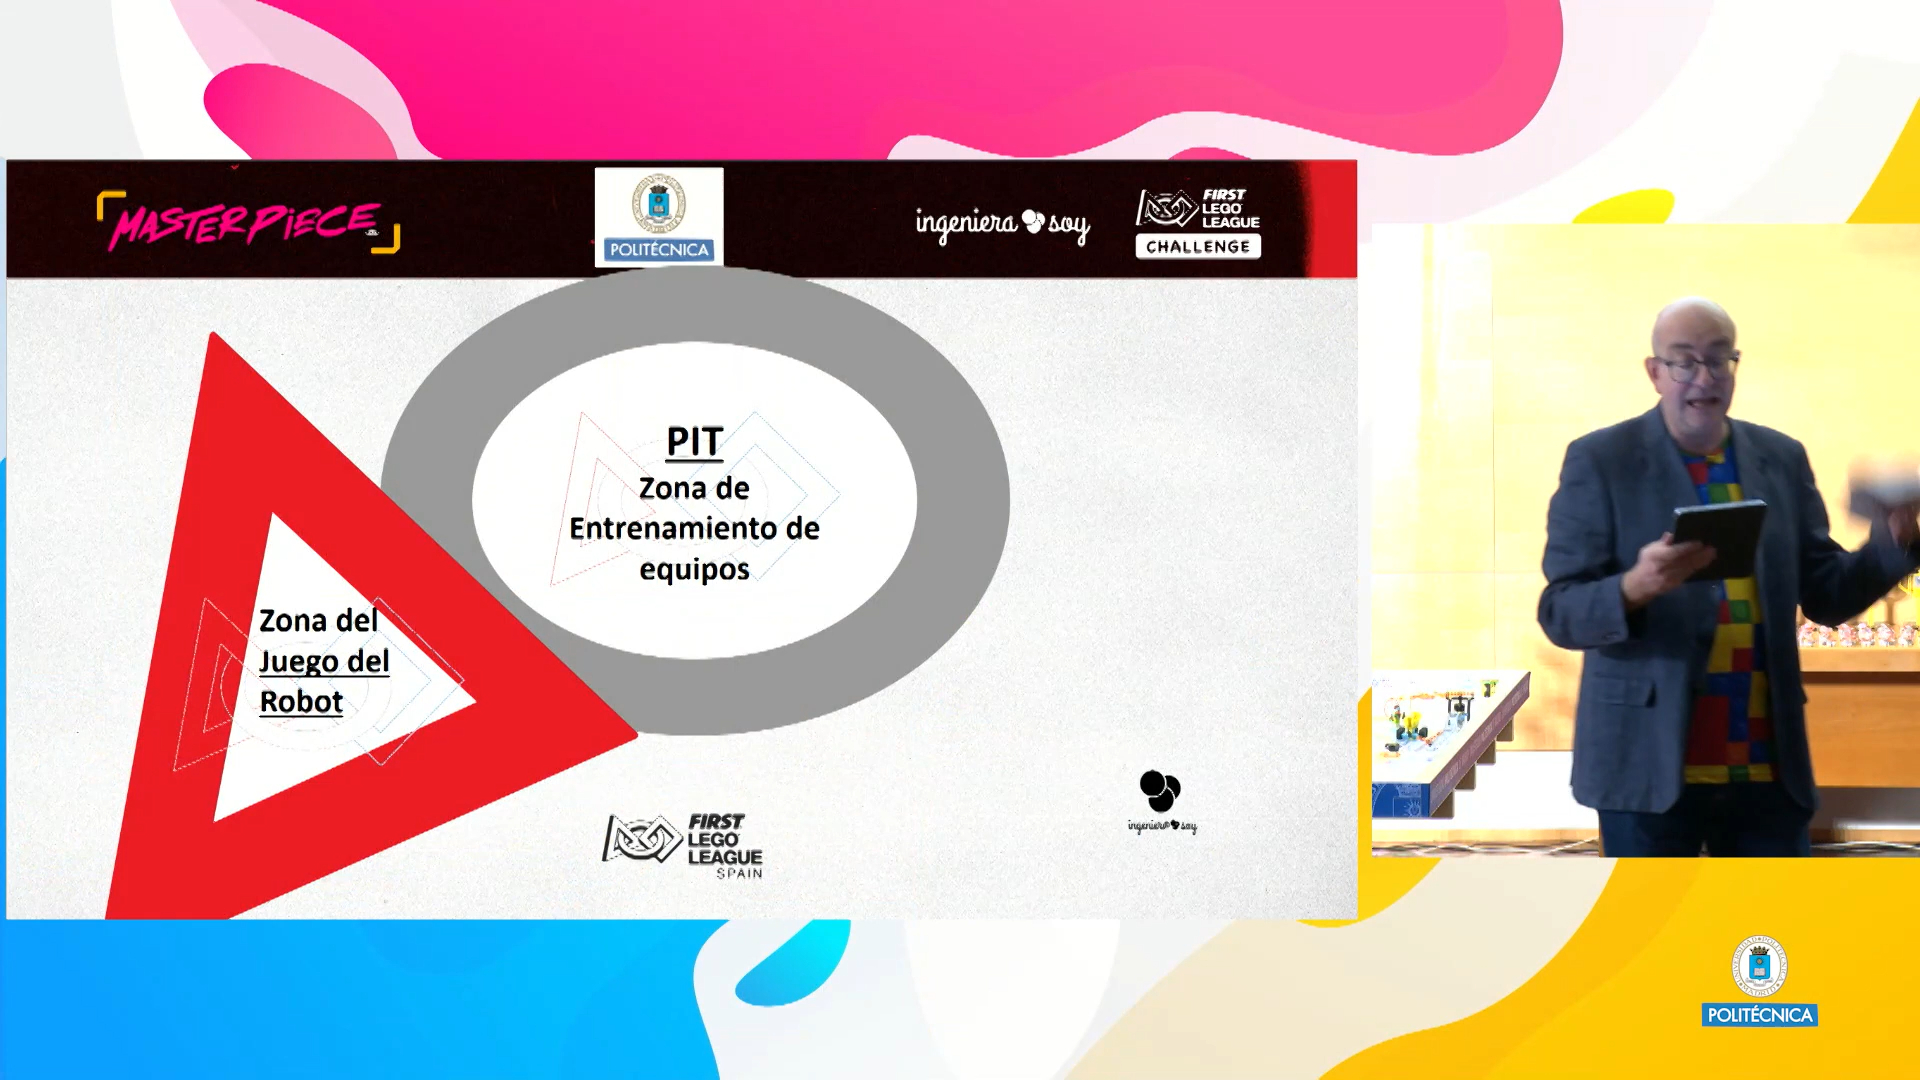 MASTERPIECE
POLITÉCNICA
ingeniera soy
FIRST
LEGO
LEAGUE
CHALLENGE
PIT
Zona de
Entrenamiento de
equipos
Zona del
Juego del
Robot
FIRST
LEGO
LEAGUE
SPAIN
ingeniera soy
POLITÉCNICA